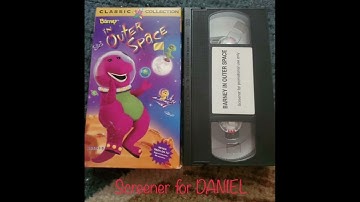 CLASSIC COLLECTION
Barney
IN OUTER SPACE
BARNEY IN OUTER SPACE
Screener for DANIEL